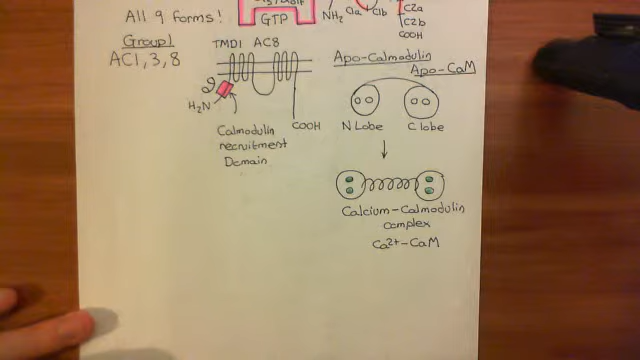 All 9 forms!
GTP
NH2
C1a
C1b
C2a
C2b
COOH
Group1
AC1,3,8
TMD1 AC8
H2N
COOH
Calmodulin
recruitment
Domain
Apo-Calmodulin
Apo-CaM
N Lobe
C lobe
Calcium-Calmodulin
complex
Ca2+-CaM